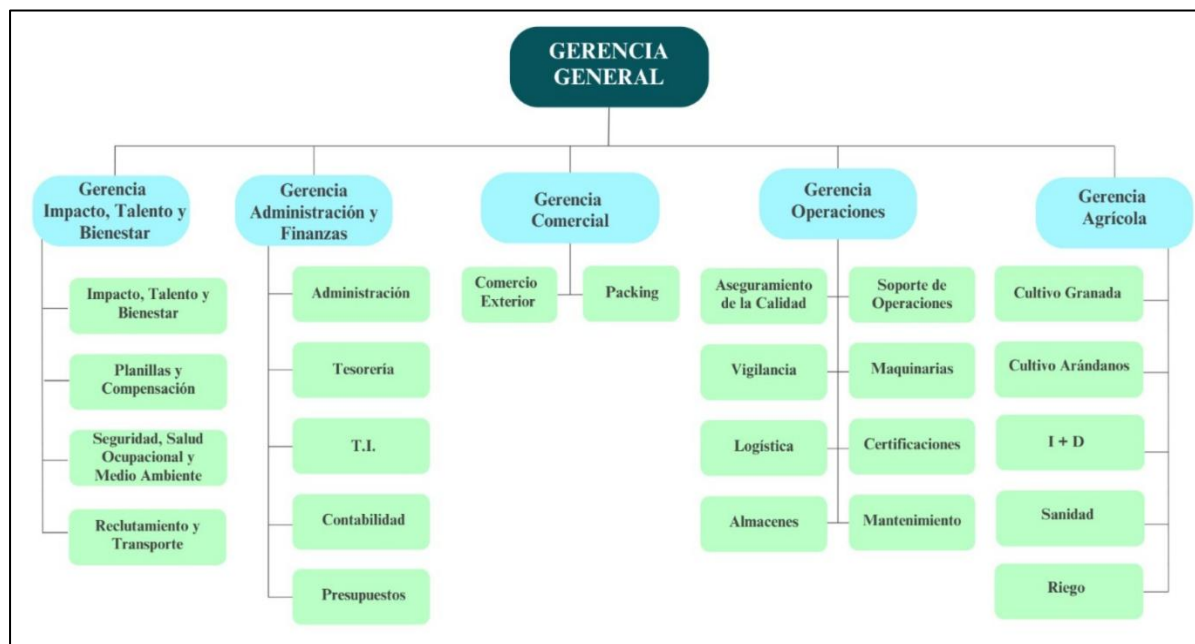 GERENCIA
GENERAL
Gerencia
Impacto, Talento y
Bienestar
Gerencia
Administración y
Finanzas
Gerencia
Comercial
Gerencia
Operaciones
Gerencia
Agrícola
Impacto, Talento y
Bienestar
Planillas y
Compensación
Seguridad, Salud
Ocupacional y
Medio Ambiente
Reclutamiento y
Transporte
Administración
Tesorería
T.I.
Contabilidad
Presupuestos
Comercio
Exterior
Packing
Aseguramiento
de la Calidad
Soporte de
Operaciones
Vigilancia
Maquinarias
Logística
Certificaciones
Almacenes
Mantenimiento
Cultivo Granada
Cultivo Arándanos
I + D
Sanidad
Riego